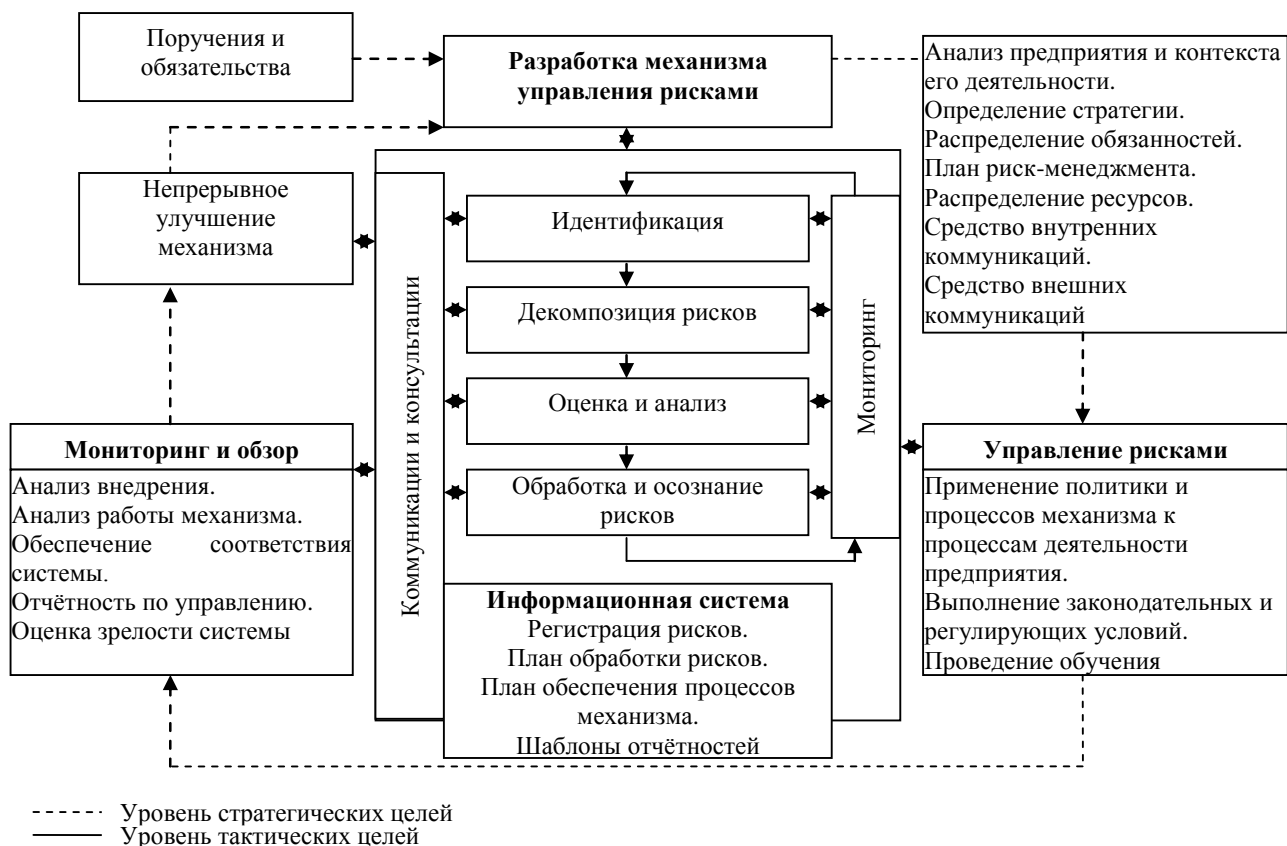 Поручения и
обязательства
Разработка механизма
управления рисками
Анализ предприятия и контекста
его деятельности.
Определение стратегии.
Распределение обязанностей.
План риск-менеджмента.
Распределение ресурсов.
Средство внутренних
коммуникаций.
Средство внешних
коммуникаций
Непрерывное
улучшение
механизма
Коммуникации и консультации
Идентификация
Декомпозиция рисков
Оценка и анализ
Обработка и осознание
рисков
Мониторинг
Мониторинг и обзор
Анализ внедрения.
Анализ работы механизма.
Обеспечение соответствия
системы.
Отчётность по управлению.
Оценка зрелости системы
Информационная система
Регистрация рисков.
План обработки рисков.
План обеспечения процессов
механизма.
Шаблоны отчётностей
Управление рисками
Применение политики и
процессов механизма к
процессам деятельности
предприятия.
Выполнение законодательных и
регулирующих условий.
Проведение обучения
Уровень стратегических целей
Уровень тактических целей